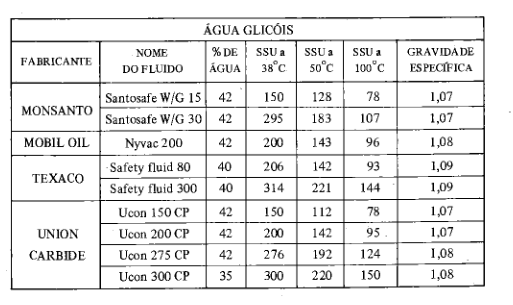 ÁGUA GLICÓIS
FABRICANTE NOME DO FLUIDO % DE ÁGUA SSU a 38°C SSU a 50°C SSU a 100°C GRAVIDADE ESPECÍFICA
MONSANTO Santosafe W/G 15 42 150 128 78 1,07
Santosafe W/G 30 42 295 183 107 1,07
MOBIL OIL Nyvac 200 42 200 143 96 1,08
TEXACO Safety fluid 80 40 206 142 93 1,09
Safety fluid 300 40 314 221 144 1,09
UNION CARBIDE Ucon 150 CP 42 150 112 78 1,07
Ucon 200 CP 42 200 142 95 1,07
Ucon 275 CP 42 276 192 124 1,08
Ucon 300 CP 35 300 220 150 1,08